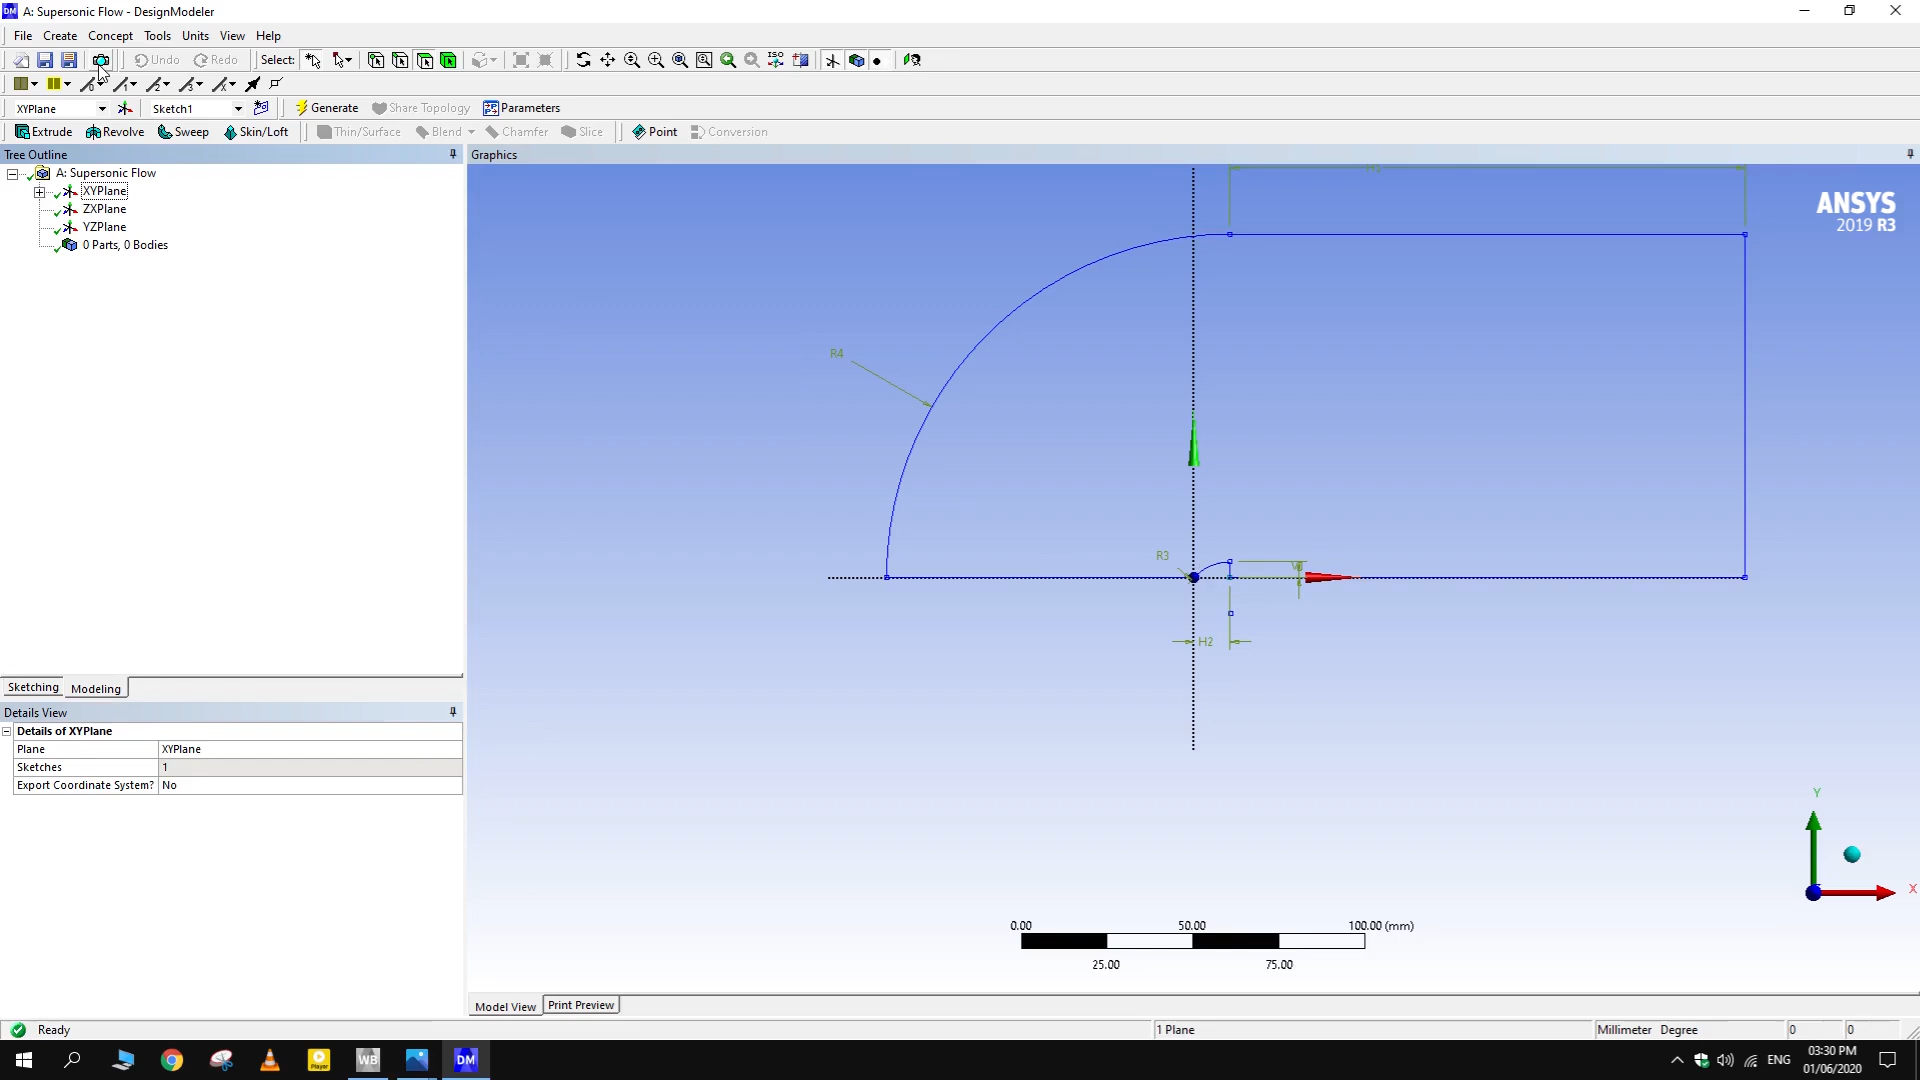 A: Supersonic Flow - DesignModeler
File Create Concept Tools Units View Help
Undo Redo Select:
XYPlane Sketch1 Generate Share Topology Parameters
Extrude Revolve Sweep Skin/Loft Thin/Surface Blend Chamfer Slice Point Conversion
Tree Outline
A: Supersonic Flow
XYPlane
ZXPlane
YZPlane
0 Parts, 0 Bodies
Sketching Modeling
Details View
Details of XYPlane
Plane XYPlane
Sketches 1
Export Coordinate System? No
Graphics
ANSYS
2019 R3
R4
R3
H2
Y
X
0.00 50.00 100.00 (mm)
25.00 75.00
Model View Print Preview
Ready 1 Plane Millimeter Degree 0 0
WB DM ENG 03:30 PM
Player 01/06/2020